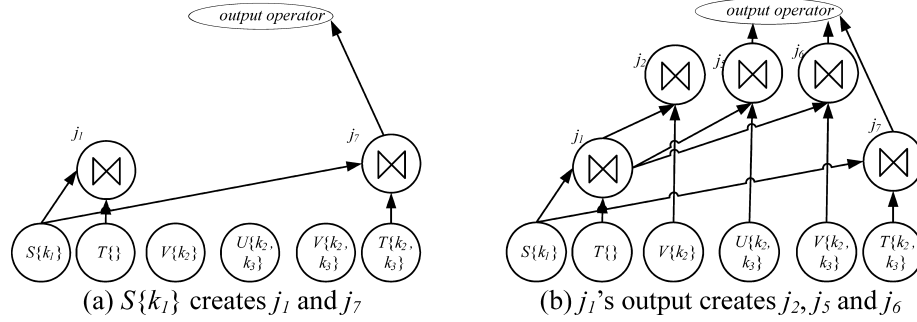 output operator
j1
j7
S{k1}
T{}
V{k2}
U{k2,
k3}
V{k2,
k3}
T{k2,
k3}
(a) S{k1} creates j1 and j7
output operator
j2
j5
j6
j1
j7
S{k1}
T{}
V{k2}
U{k2,
k3}
V{k2,
k3}
T{k2,
k3}
(b) j1's output creates j2, j5 and j6